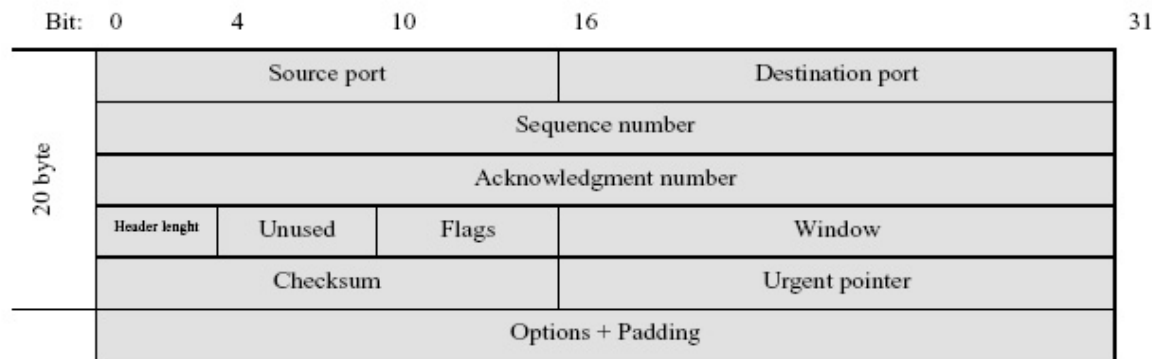 Bit: 0 4 10 16 31
Source port Destination port
Sequence number
20 byte
Acknowledgment number
Header lenght Unused Flags Window
Checksum Urgent pointer
Options + Padding